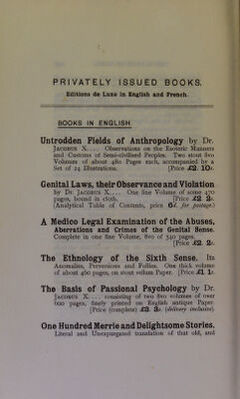 PRIVATELY ISSUED BOOKS.
Editions de Luxe in English and French.
BOOKS IN ENGLISH
Untrodden Fields of Anthropology by Dr.
Jacobus X.... Observations on the Esoteric Manners
and Customs of Semi-civilised Peoples. Two stout 8vo
Volumes of about 480 Pages each, accompanied by a
Set of 24 Illustrations. [Price £2. 10s.
Genital Laws, their Observance and Violation
by Dr. Jacobus X.... One fine Volume of some 470
pages, bound in cloth. [Price £2. 2s.
(Analytical Table of Contents, price 6d. for postage.)
A Medico Legal Examination of the Abuses,
Aberrations and Crimes of the Genital Sense.
Complete in one fine Volume, 8vo of 540 pages.
[Price £2. 2s.
The Ethnology of the Sixth Sense. Its
Anomalies, Perversions and Follies. One thick volume
of about 460 pages, on stout vellum Paper. [Price £1. 1s.
The Basis of Passional Psychology by Dr.
Jacobus X.... consisting of two 8vo volumes of over
600 pages, finely printed on English antique Paper.
[Price (complete) £3. 3s. (delivery inclusive).
One Hundred Merrie and Delightsome Stories.
Literal and Unexpurgated translation of that old, and